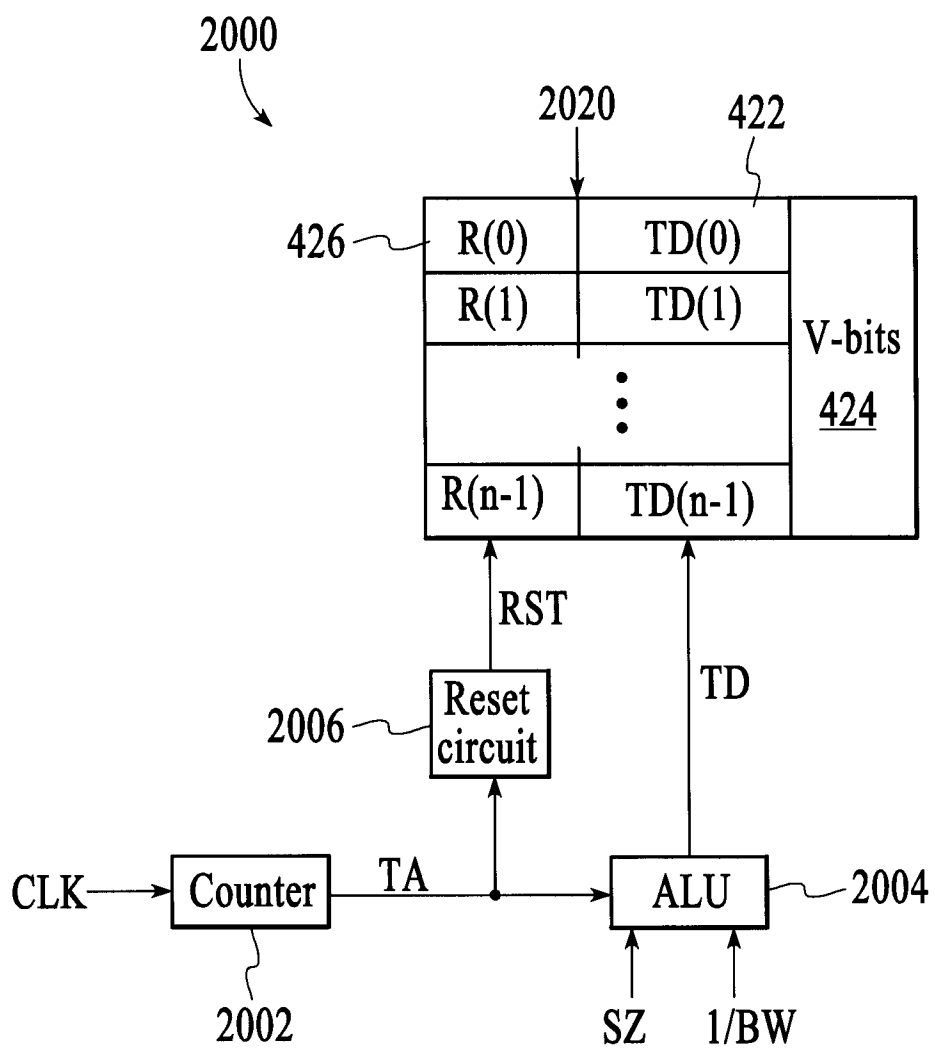 2000
2020
422
426
R(0) TD(0)
R(1) TD(1)
V-bits
424
R(n-1) TD(n-1)
RST
TD
2006
Reset
circuit
CLK
Counter
TA
ALU
2004
2002
SZ
1/BW